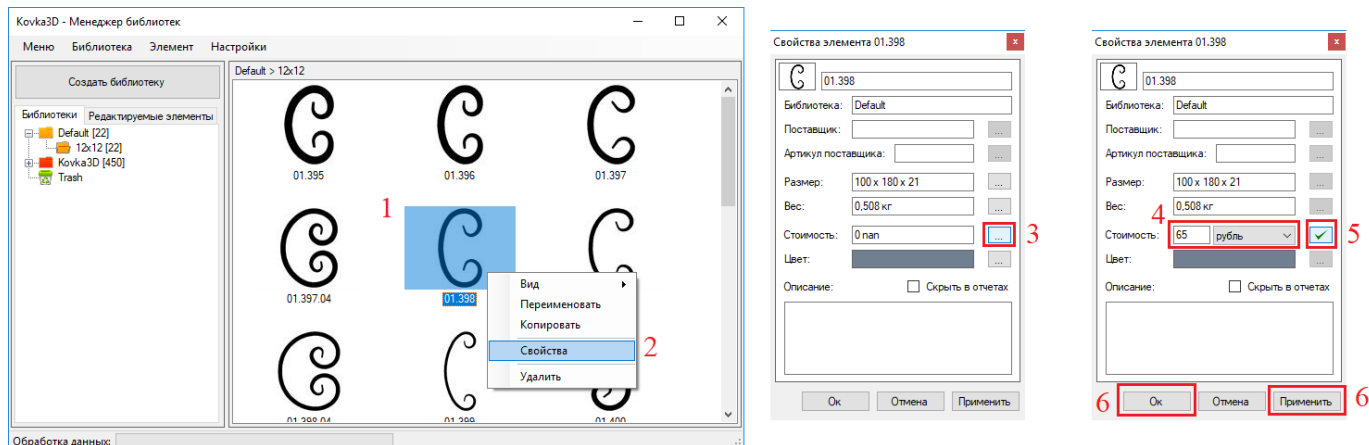 Kovka3D - Менеджер библиотек
Меню Библиотека Элемент Настройки
Создать библиотеку
Библиотеки Редактируемые элементы
Default [22]
12x12 [22]
Kovka3D [450]
Trash
Default > 12x12
01.395 01.396 01.397
1
01.397.04 01.398
Вид
Переименовать
Копировать
Свойства 2
Удалить
01.398.04 01.399 01.400
Обработка данных:
Свойства элемента 01.398 x
01.398
Библиотека: Default
Поставщик: ...
Артикул поставщика: ...
Размер: 100 x 180 x 21 ...
Вес: 0,508 кг ...
Стоимость: 0 nan ... 3
Цвет: ...
Описание: Скрыть в отчетах
Ок Отмена Применить
Свойства элемента 01.398 x
01.398
Библиотека: Default
Поставщик: ...
Артикул поставщика: ...
Размер: 100 x 180 x 21 ...
Вес: 0,508 кг ...
4
Стоимость: 65 рубль 5
Цвет: ...
Описание: Скрыть в отчетах
6 Ок Отмена Применить 6